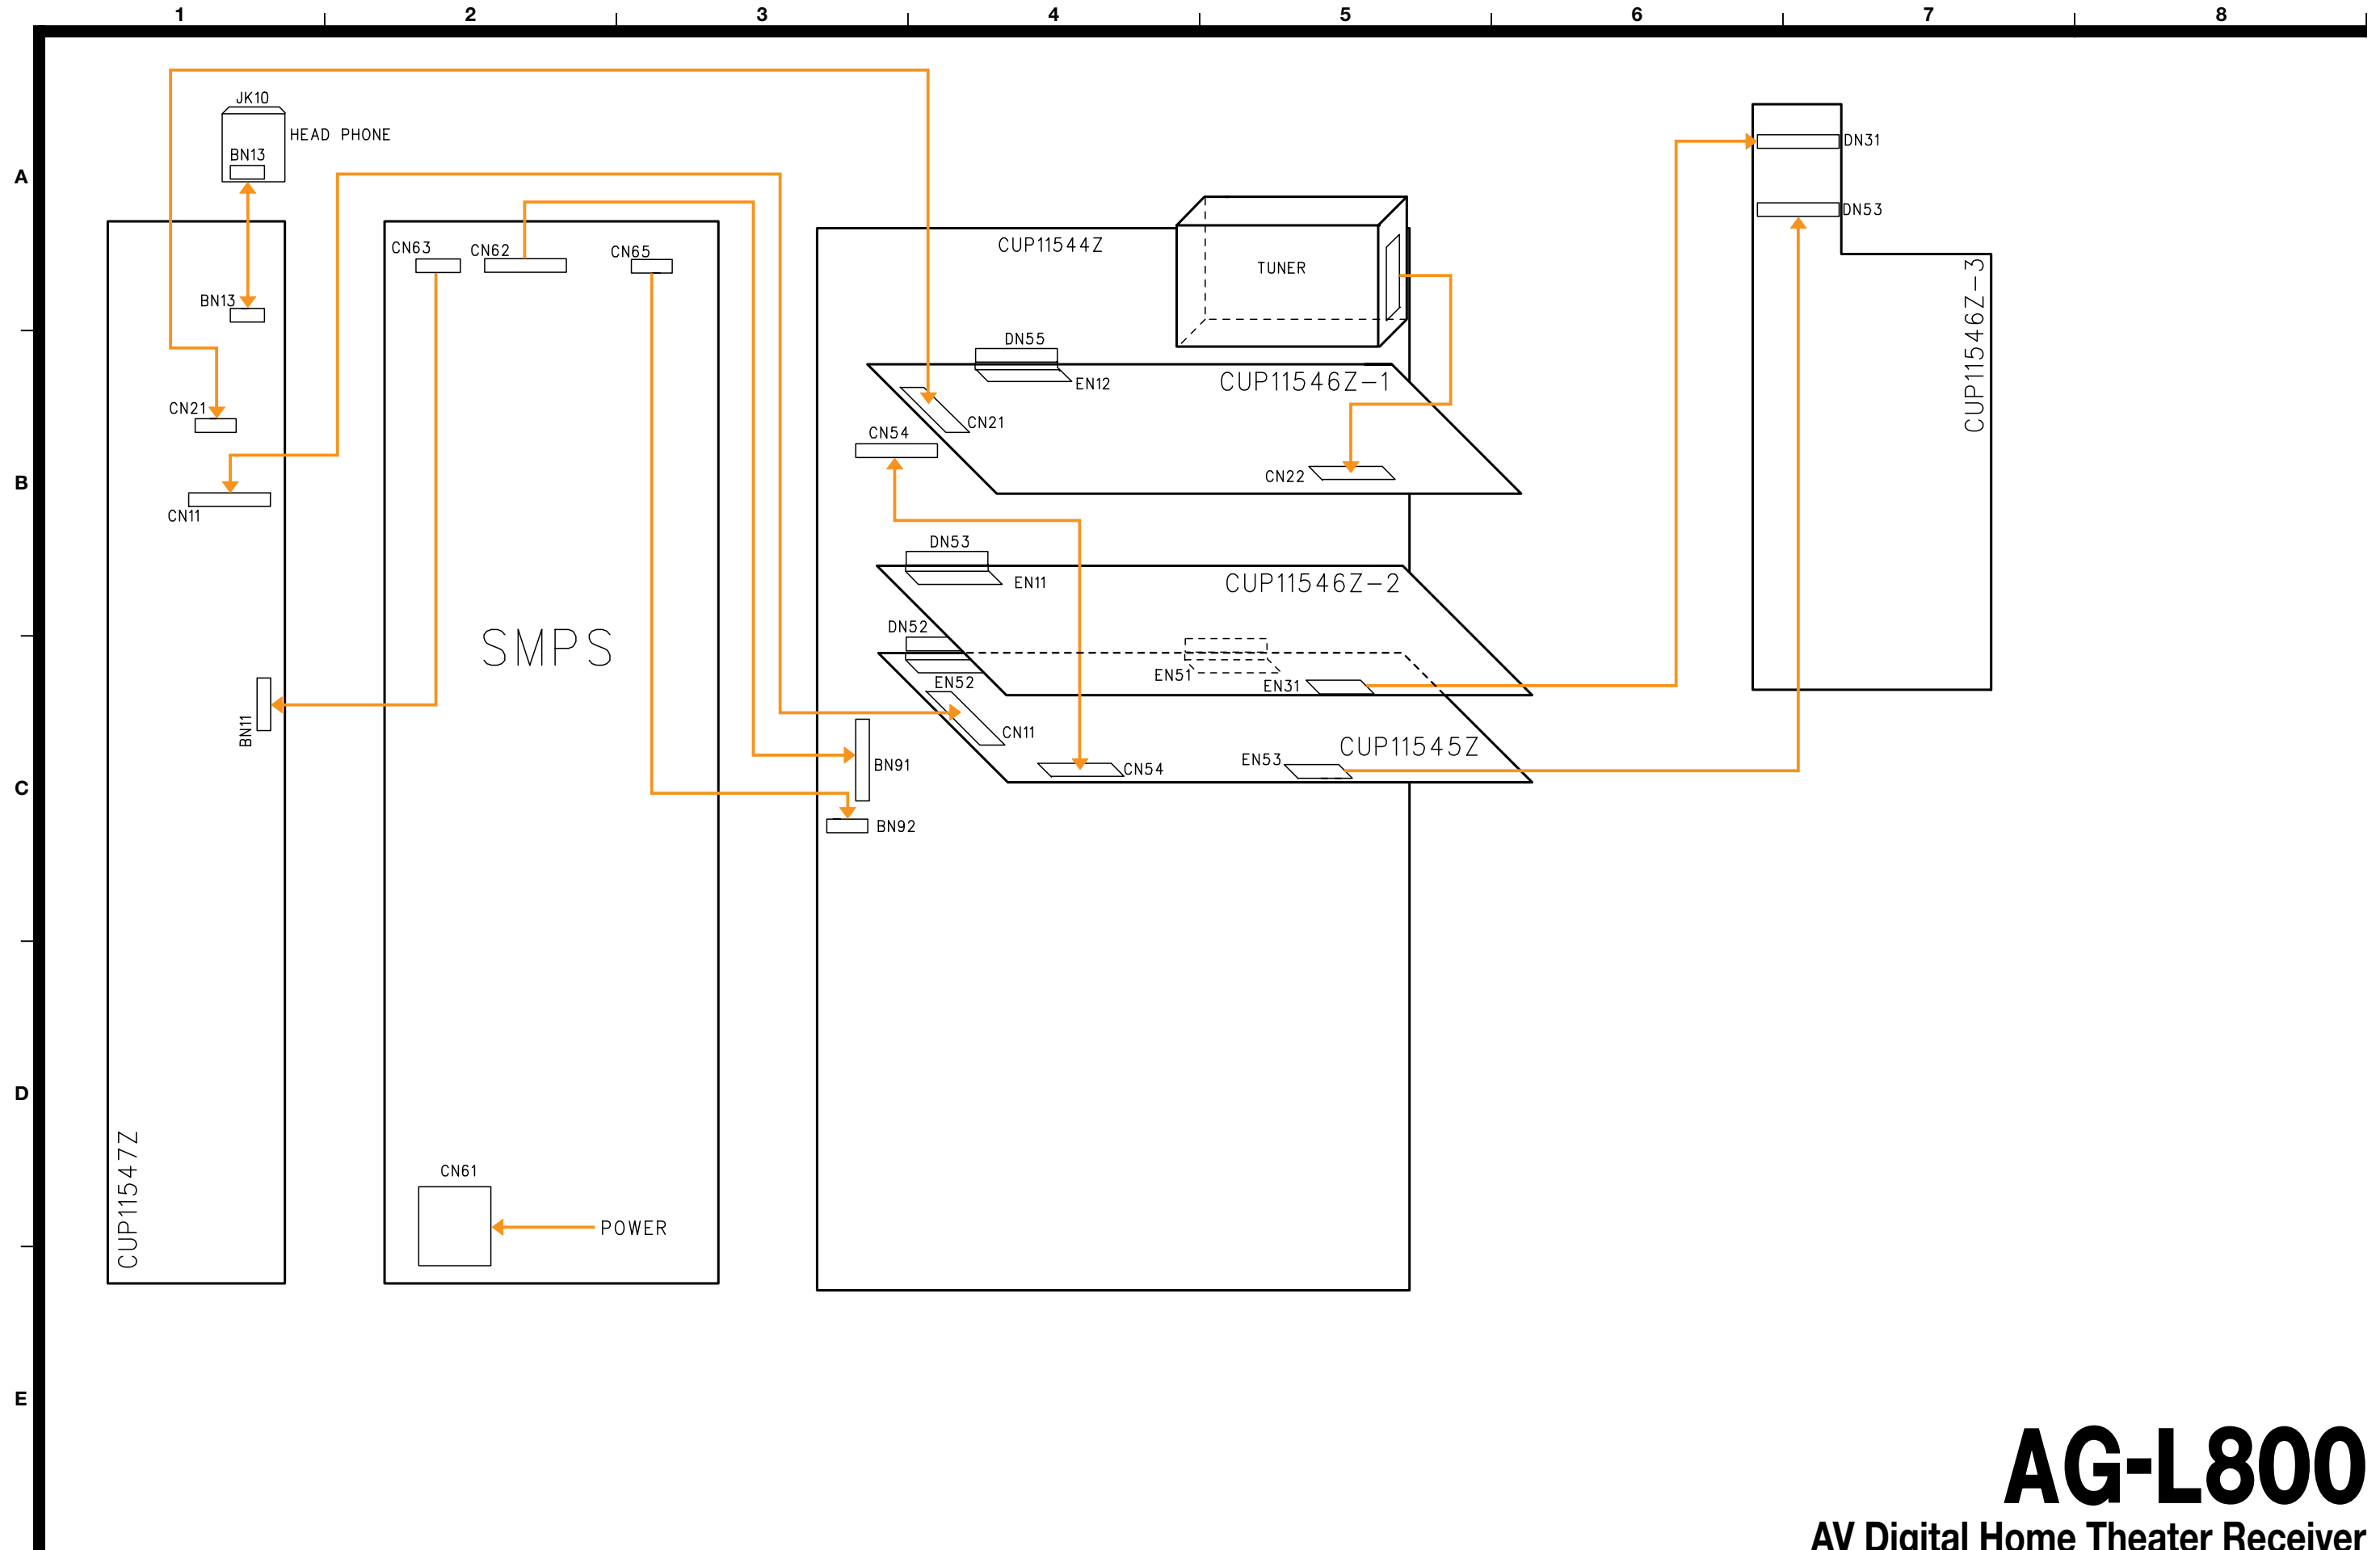 1 2 3 4 5 6 7 8
A
B
C
D
E
JK10
HEAD PHONE
BN13
BN13
CN21
CN11
BN11
CUP11547Z
CN63
CN62
CN65
SMPS
CN61
POWER
CUP11544Z
TUNER
DN55
EN12
CUP11546Z-1
CN21
CN54
CN22
DN53
EN11
CUP11546Z-2
DN52
EN52
EN51
EN31
CN11
CUP11545Z
CN54
EN53
BN91
BN92
DN31
DN53
CUP11546Z-3
AG-L800
AV Digital Home Theater Receiver